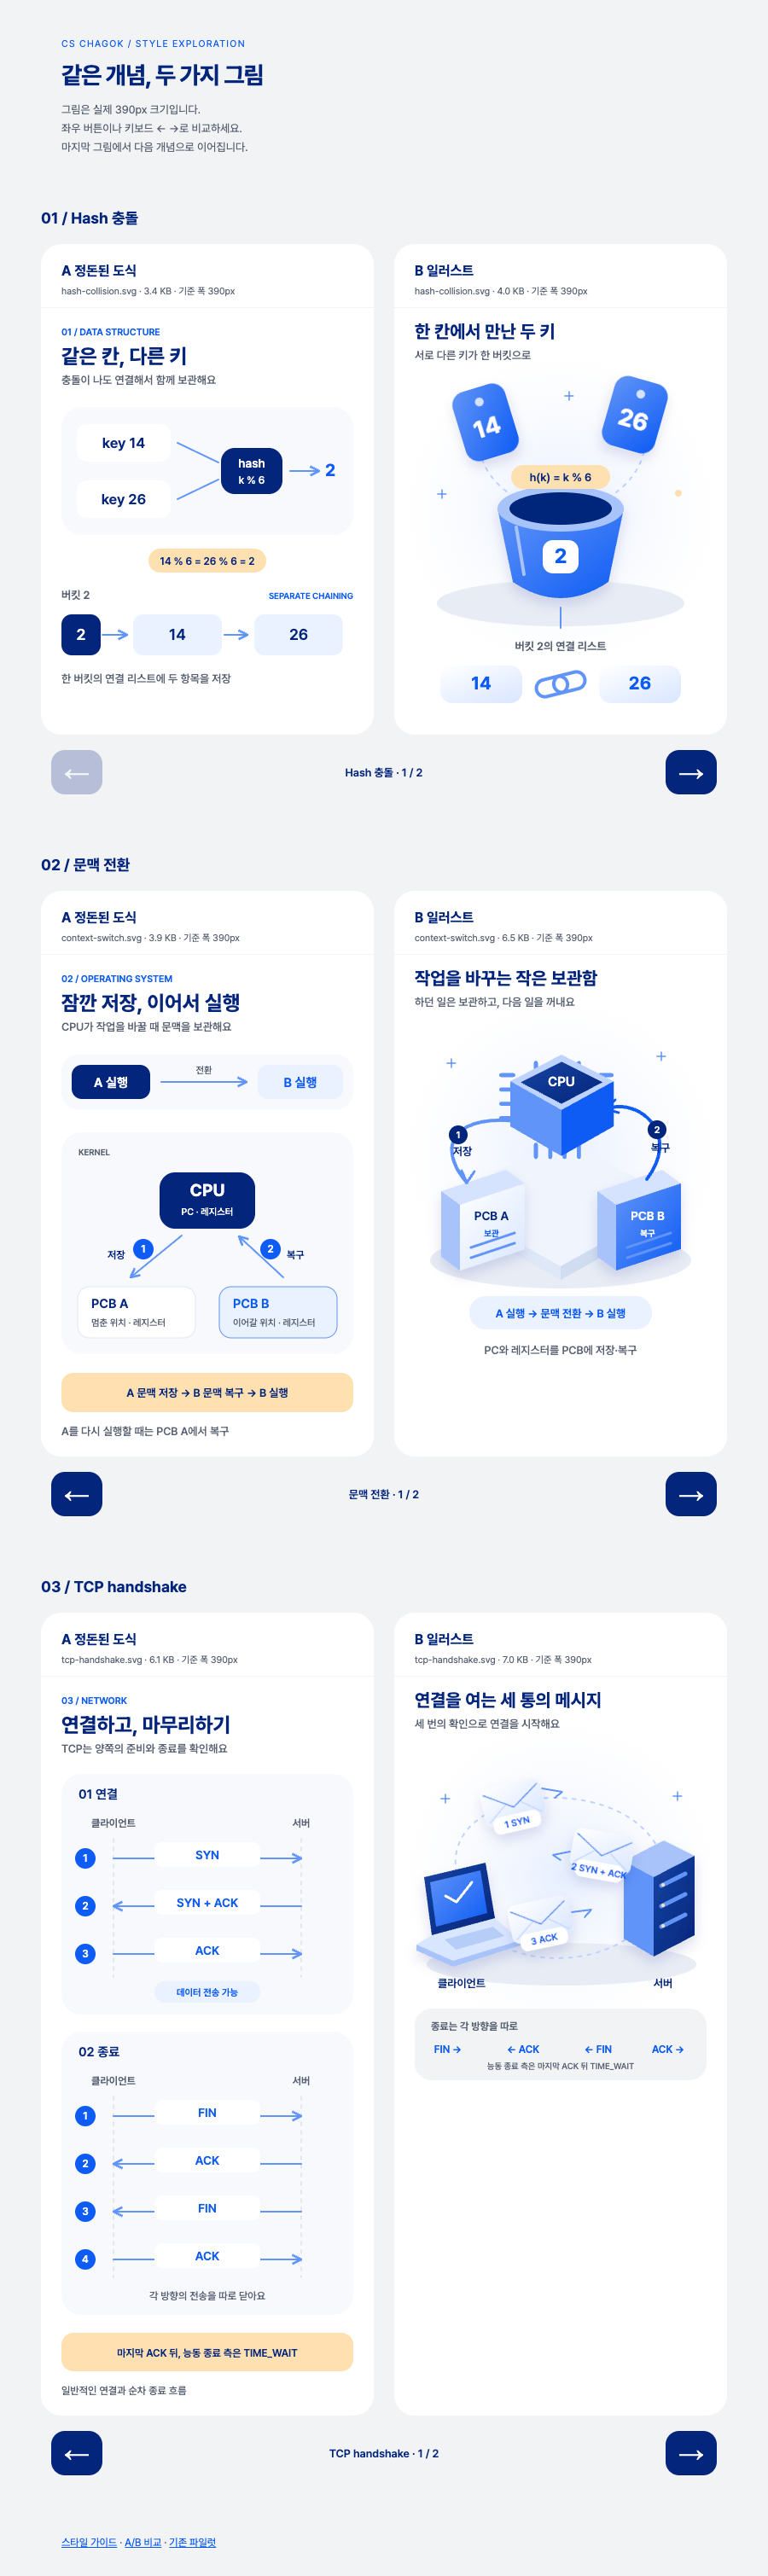 CS CHAGOK / STYLE EXPLORATION
같은 개념, 두 가지 그림
그림은 실제 390px 크기입니다.
좌우 버튼이나 키보드 ← →로 비교하세요.
마지막 그림에서 다음 개념으로 이어집니다.
01 / Hash 충돌
A 정돈된 도식
hash-collision.svg · 3.4 KB · 기준 폭 390px
01 / DATA STRUCTURE
같은 칸, 다른 키
충돌이 나도 연결해서 함께 보관해요
key 14
key 26
hash
k % 6
2
14 % 6 = 26 % 6 = 2
버킷 2
SEPARATE CHAINING
2
14
26
한 버킷의 연결 리스트에 두 항목을 저장
B 일러스트
hash-collision.svg · 4.0 KB · 기준 폭 390px
한 칸에서 만난 두 키
서로 다른 키가 한 버킷으로
14
26
h(k) = k % 6
2
버킷 2의 연결 리스트
14
26
←
Hash 충돌 · 1 / 2
→
02 / 문맥 전환
A 정돈된 도식
context-switch.svg · 3.9 KB · 기준 폭 390px
02 / OPERATING SYSTEM
잠깐 저장, 이어서 실행
CPU가 작업을 바꿀 때 문맥을 보관해요
A 실행
전환
B 실행
KERNEL
CPU
PC · 레지스터
저장
1
2
복구
PCB A
멈춘 위치 · 레지스터
PCB B
이어갈 위치 · 레지스터
A 문맥 저장 → B 문맥 복구 → B 실행
A를 다시 실행할 때는 PCB A에서 복구
B 일러스트
context-switch.svg · 6.5 KB · 기준 폭 390px
작업을 바꾸는 작은 보관함
하던 일은 보관하고, 다음 일을 꺼내요
CPU
1
저장
2
복구
PCB A
보관
PCB B
복구
A 실행 → 문맥 전환 → B 실행
PC와 레지스터를 PCB에 저장·복구
←
문맥 전환 · 1 / 2
→
03 / TCP handshake
A 정돈된 도식
tcp-handshake.svg · 6.1 KB · 기준 폭 390px
03 / NETWORK
연결하고, 마무리하기
TCP는 양쪽의 준비와 종료를 확인해요
01 연결
클라이언트
서버
1
SYN
2
SYN + ACK
3
ACK
데이터 전송 가능
02 종료
클라이언트
서버
1
FIN
2
ACK
3
FIN
4
ACK
각 방향의 전송을 따로 닫아요
마지막 ACK 뒤, 능동 종료 측은 TIME_WAIT
일반적인 연결과 순차 종료 흐름
B 일러스트
tcp-handshake.svg · 7.0 KB · 기준 폭 390px
연결을 여는 세 통의 메시지
세 번의 확인으로 연결을 시작해요
1 SYN
2 SYN + ACK
3 ACK
클라이언트
서버
종료는 각 방향을 따로
FIN →
← ACK
← FIN
ACK →
능동 종료 측은 마지막 ACK 뒤 TIME_WAIT
←
TCP handshake · 1 / 2
→
스타일 가이드 · A/B 비교 · 기존 파일럿